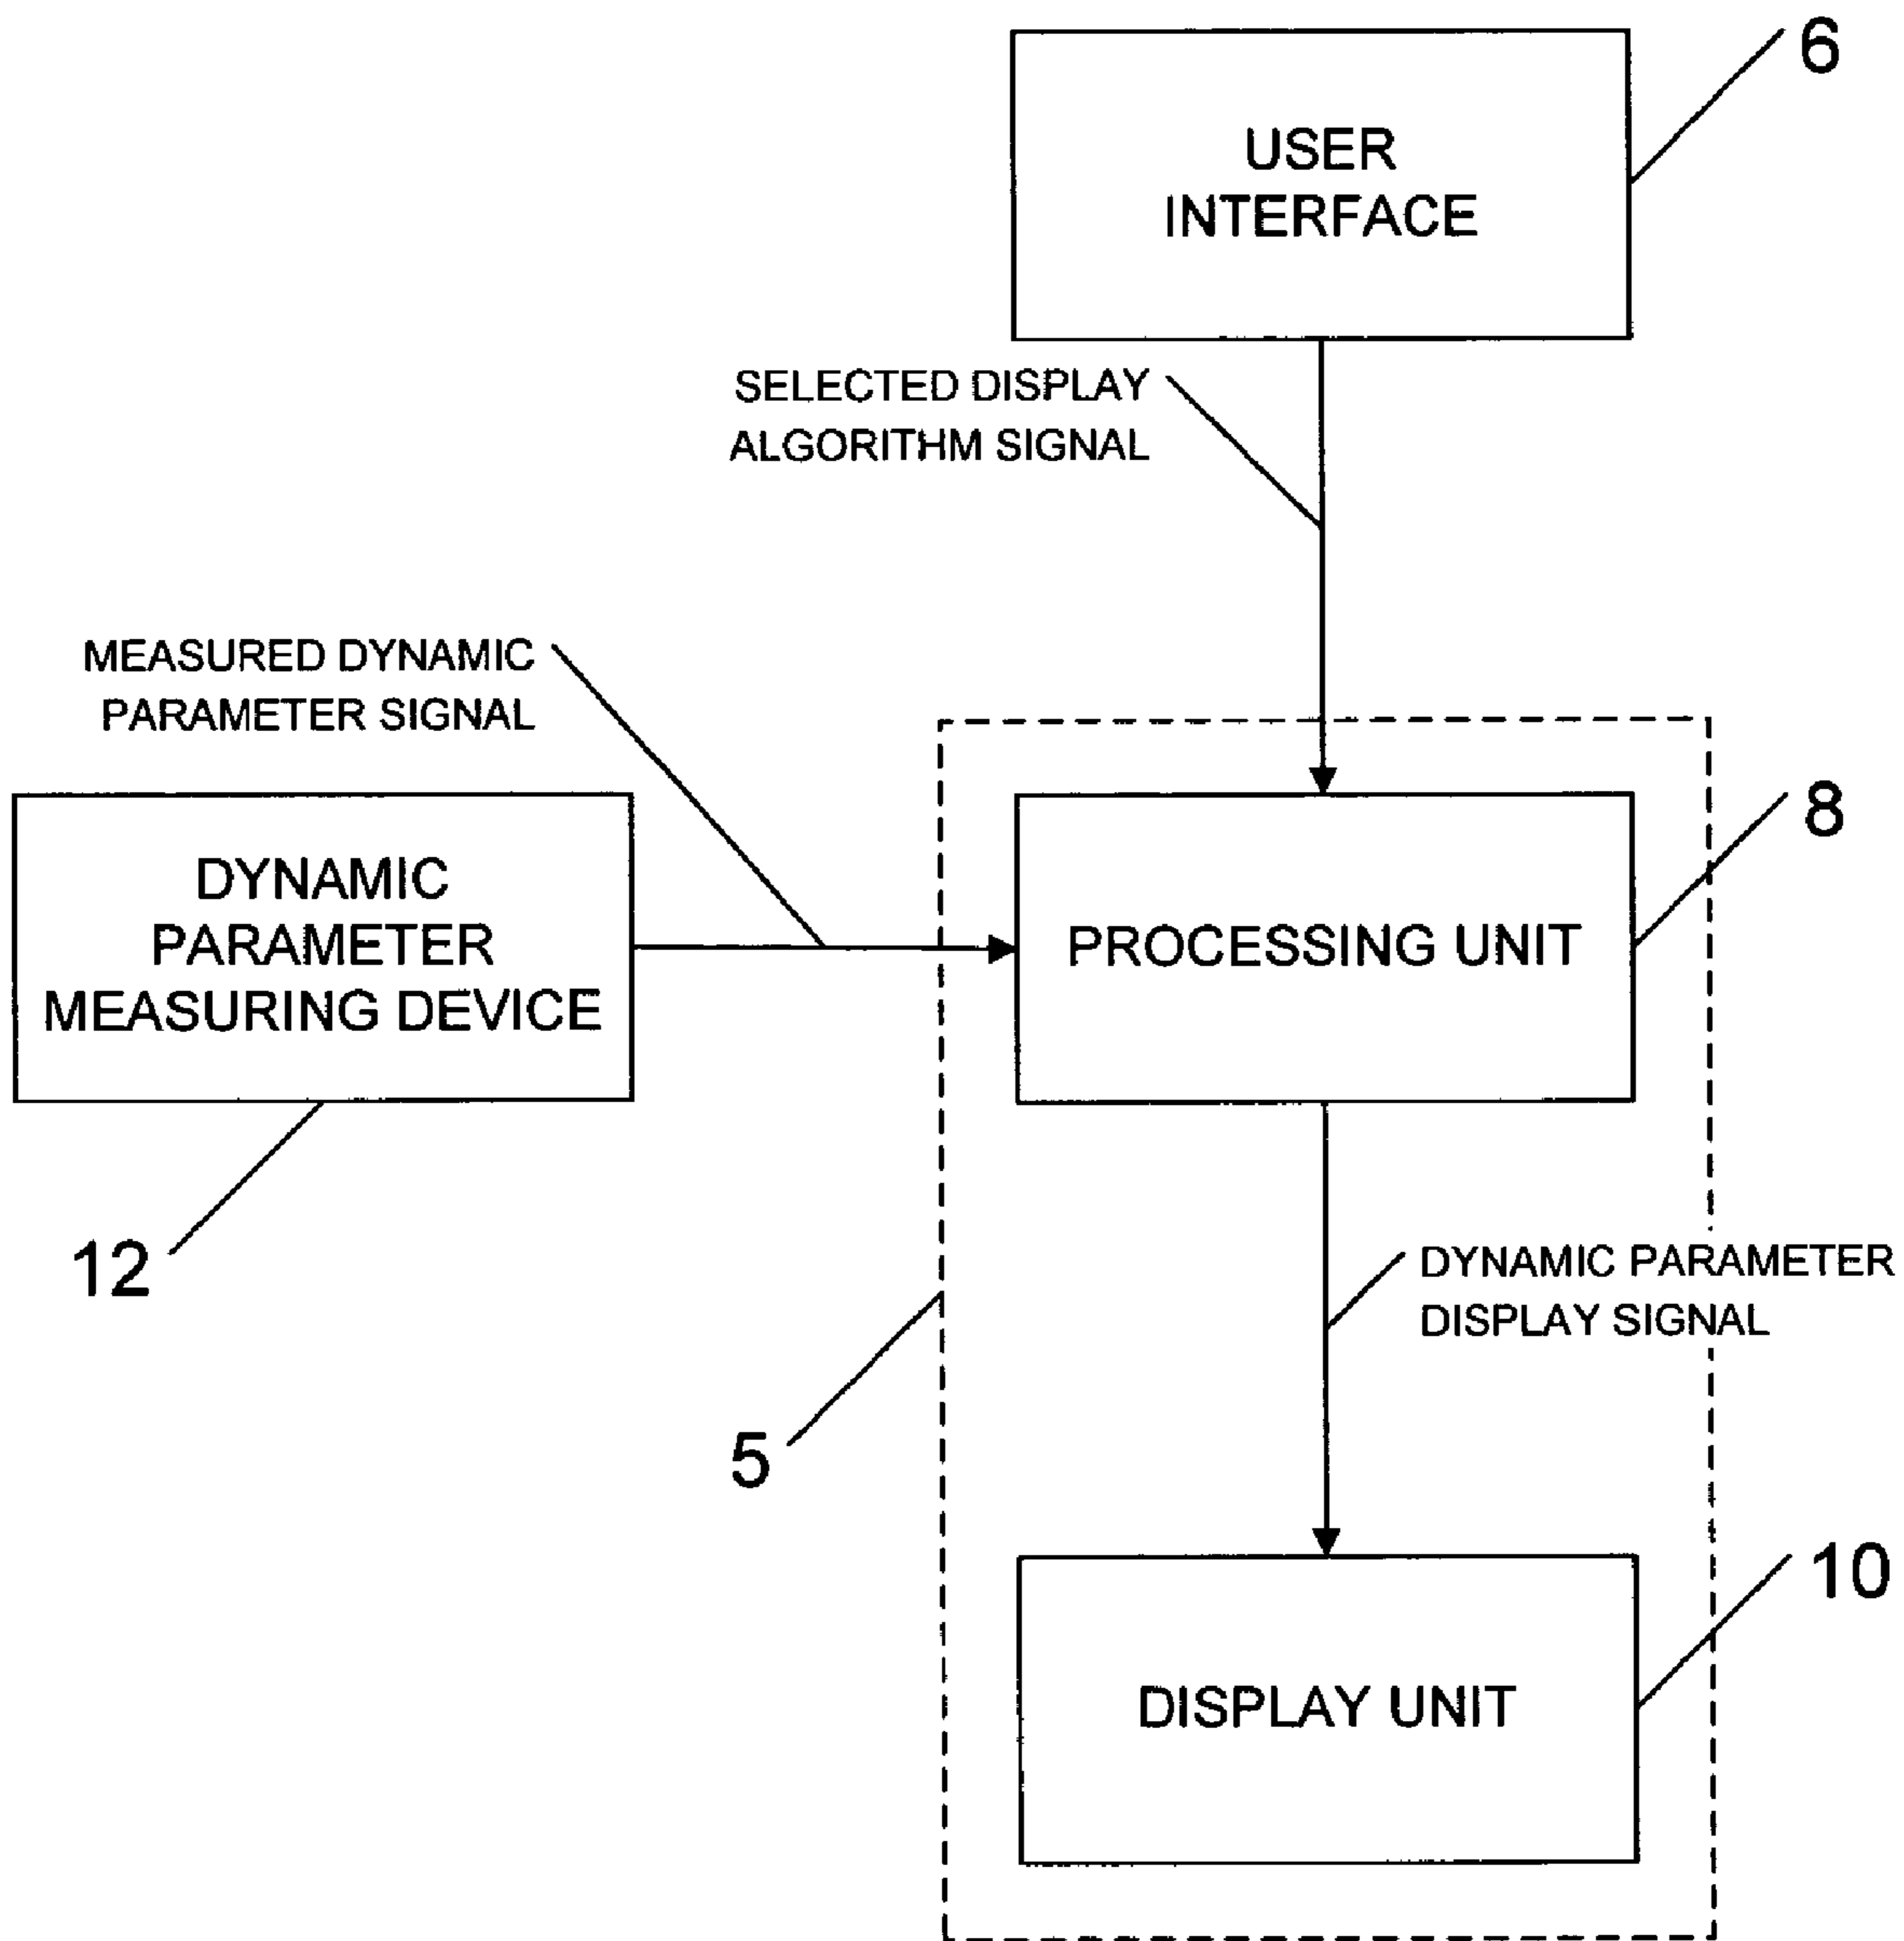 6
USER
INTERFACE
SELECTED DISPLAY
ALGORITHM SIGNAL
MEASURED DYNAMIC
PARAMETER SIGNAL
8
DYNAMIC
PARAMETER
MEASURING DEVICE
PROCESSING UNIT
12
DYNAMIC PARAMETER
DISPLAY SIGNAL
5
10
DISPLAY UNIT